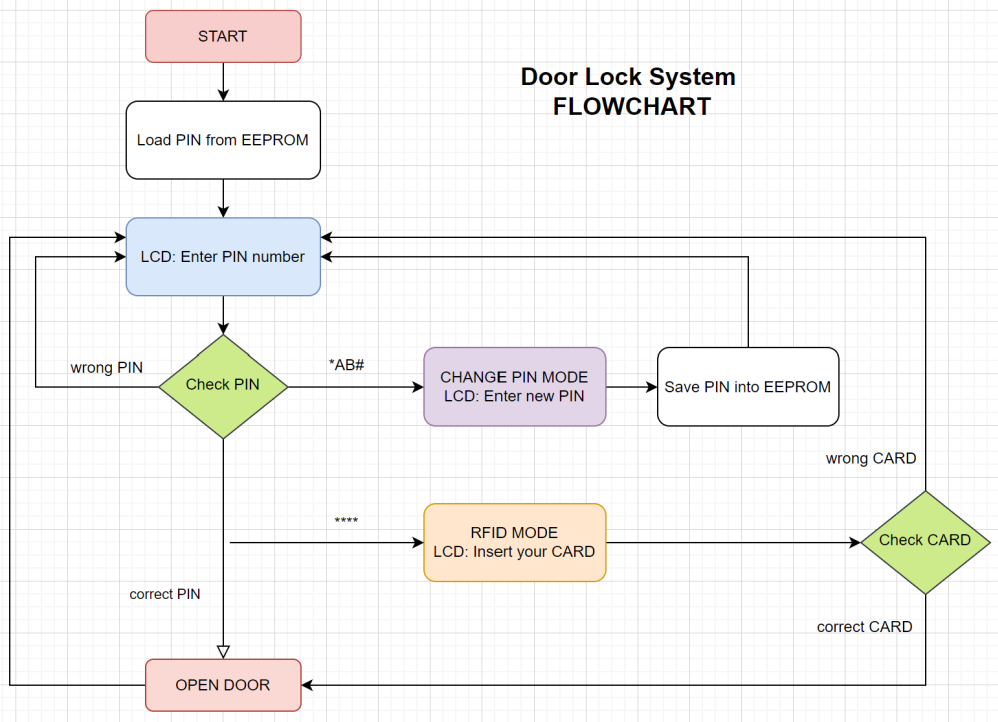 START
Door Lock System
FLOWCHART
Load PIN from EEPROM
LCD: Enter PIN number
wrong PIN
Check PIN
*AB#
CHANGE PIN MODE
LCD: Enter new PIN
Save PIN into EEPROM
wrong CARD
****
RFID MODE
LCD: Insert your CARD
Check CARD
correct PIN
correct CARD
OPEN DOOR